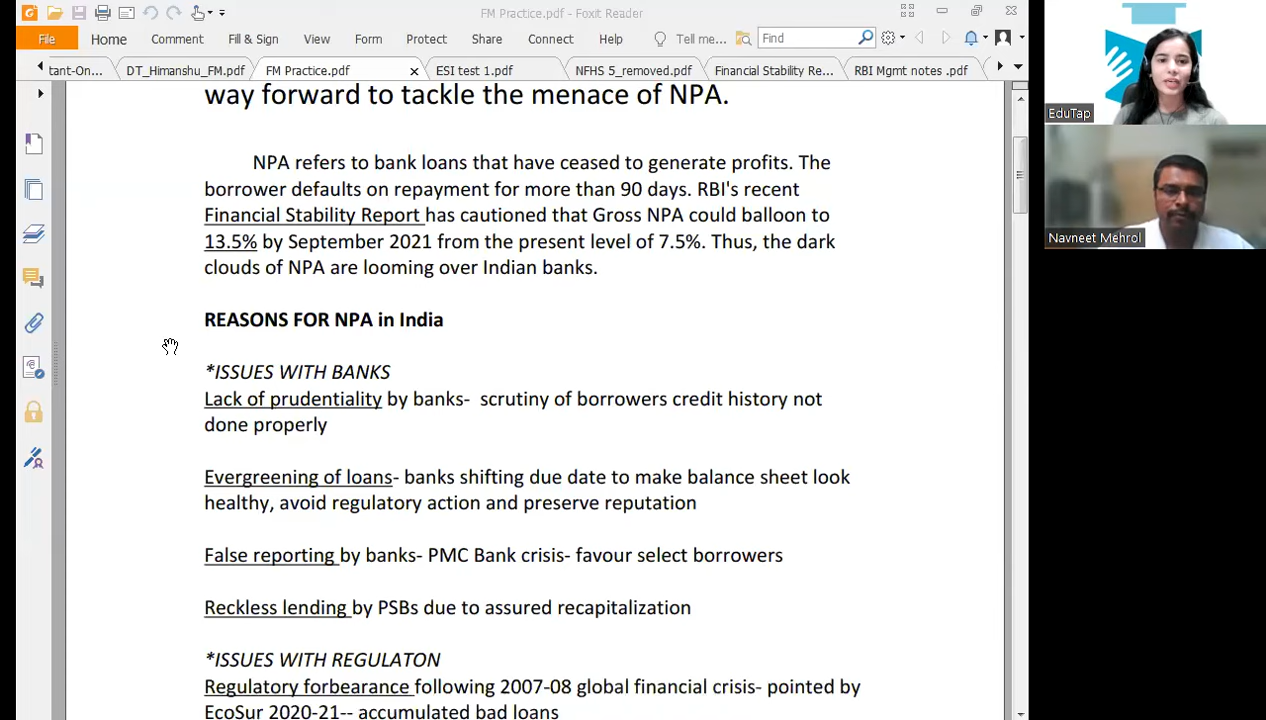 FM Practice.pdf - Foxit Reader
File Home Comment Fill & Sign View Form Protect Share Connect Help Tell me... Find
tant-On... DT_Himanshu_FM.pdf FM Practice.pdf ESI test 1.pdf NFHS 5_removed.pdf Financial Stability Re... RBI Mgmt notes .pdf
way forward to tackle the menace of NPA.
NPA refers to bank loans that have ceased to generate profits. The
borrower defaults on repayment for more than 90 days. RBI's recent
Financial Stability Report has cautioned that Gross NPA could balloon to
13.5% by September 2021 from the present level of 7.5%. Thus, the dark
clouds of NPA are looming over Indian banks.
REASONS FOR NPA in India
*ISSUES WITH BANKS
Lack of prudentiality by banks- scrutiny of borrowers credit history not
done properly
Evergreening of loans- banks shifting due date to make balance sheet look
healthy, avoid regulatory action and preserve reputation
False reporting by banks- PMC Bank crisis- favour select borrowers
Reckless lending by PSBs due to assured recapitalization
*ISSUES WITH REGULATON
Regulatory forbearance following 2007-08 global financial crisis- pointed by
EcoSur 2020-21-- accumulated bad loans
EduTap
Navneet Mehrol